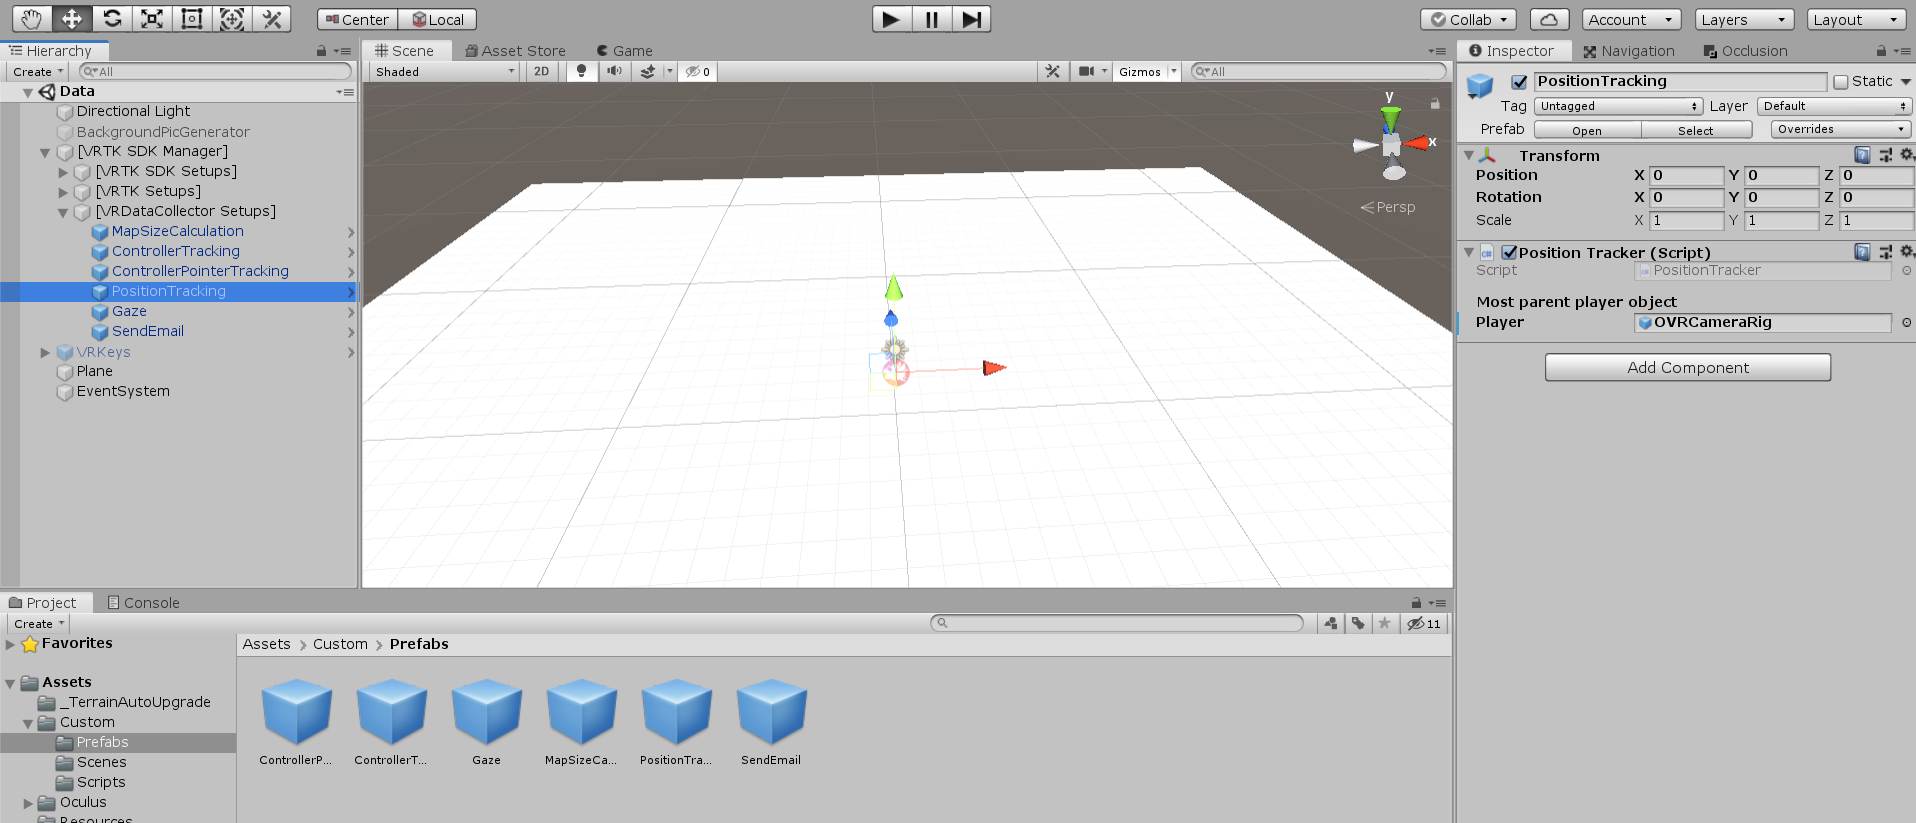 Center Local
Collab Account Layers Layout
Hierarchy
Create All
Data
Directional Light
BackgroundPicGenerator
[VRTK SDK Manager]
[VRTK SDK Setups]
[VRTK Setups]
[VRDataCollector Setups]
MapSizeCalculation
ControllerTracking
ControllerPointerTracking
PositionTracking
Gaze
SendEmail
VRKeys
Plane
EventSystem
Scene Asset Store Game
Shaded 2D 0 Gizmos All
y
x
Persp
Inspector Navigation Occlusion
PositionTracking Static
Tag Untagged Layer Default
Prefab Open Select Overrides
Transform
Position X 0 Y 0 Z 0
Rotation X 0 Y 0 Z 0
Scale X 1 Y 1 Z 1
Position Tracker (Script)
Script PositionTracker
Most parent player object
Player OVRCameraRig
Add Component
Project Console
Create 11
Favorites
Assets
_TerrainAutoUpgrade
Custom
Prefabs
Scenes
Scripts
Oculus
Resources
Assets > Custom > Prefabs
ControllerP... ControllerT... Gaze MapSizeCa... PositionTra... SendEmail